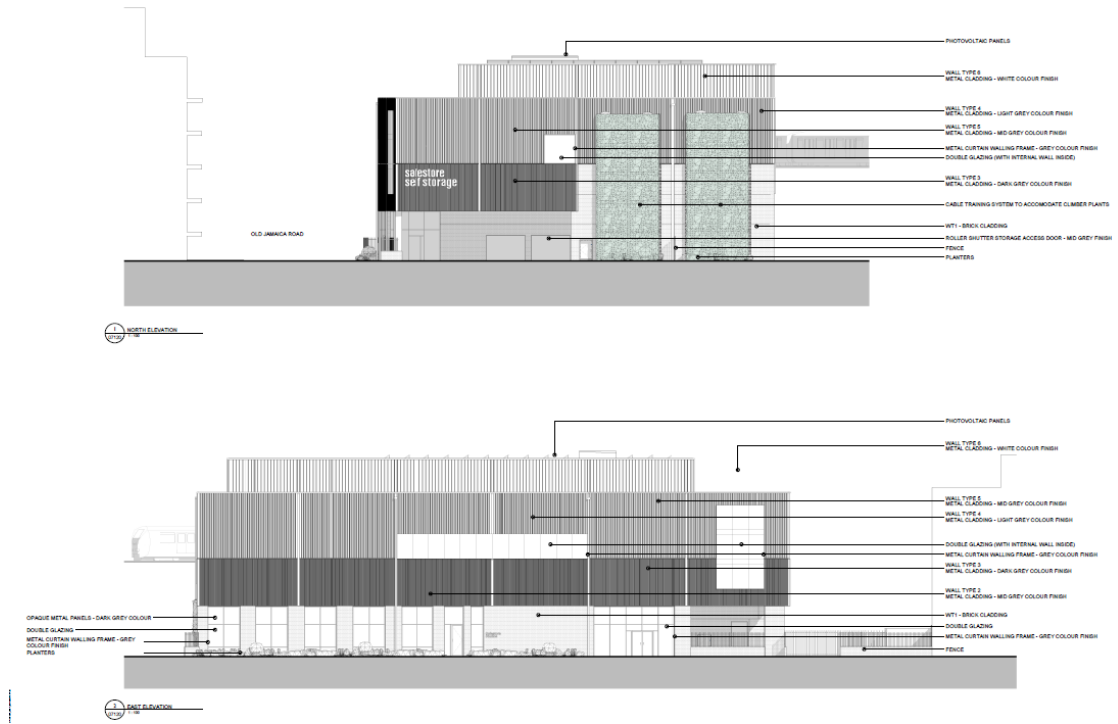 PHOTOVOLTAIC PANELS
WALL TYPE 6
METAL CLADDING - WHITE COLOUR FINISH
WALL TYPE 4
METAL CLADDING - LIGHT GREY COLOUR FINISH
WALL TYPE 5
METAL CLADDING - MID GREY COLOUR FINISH
METAL CURTAIN WALLING FRAME - GREY COLOUR FINISH
DOUBLE GLAZING (WITH INTERNAL WALL INSIDE)
safestore
self storage
WALL TYPE 3
METAL CLADDING - DARK GREY COLOUR FINISH
CABLE TRAINING SYSTEM TO ACCOMODATE CLIMBER PLANTS
WT1 - BRICK CLADDING
OLD JAMAICA ROAD
ROLLER SHUTTER STORAGE ACCESS DOOR - MID GREY FINISH
FENCE
PLANTERS
1
NORTH ELEVATION
PHOTOVOLTAIC PANELS
WALL TYPE 6
METAL CLADDING - WHITE COLOUR FINISH
WALL TYPE 5
METAL CLADDING - MID GREY COLOUR FINISH
WALL TYPE 4
METAL CLADDING - LIGHT GREY COLOUR FINISH
DOUBLE GLAZING (WITH INTERNAL WALL INSIDE)
METAL CURTAIN WALLING FRAME - GREY COLOUR FINISH
WALL TYPE 3
METAL CLADDING - DARK GREY COLOUR FINISH
WALL TYPE 2
METAL CLADDING - MID GREY COLOUR FINISH
OPAQUE METAL PANELS - DARK GREY COLOUR
WT1 - BRICK CLADDING
DOUBLE GLAZING
DOUBLE GLAZING
METAL CURTAIN WALLING FRAME - GREY
COLOUR FINISH
METAL CURTAIN WALLING FRAME - GREY COLOUR FINISH
PLANTERS
FENCE
3
EAST ELEVATION